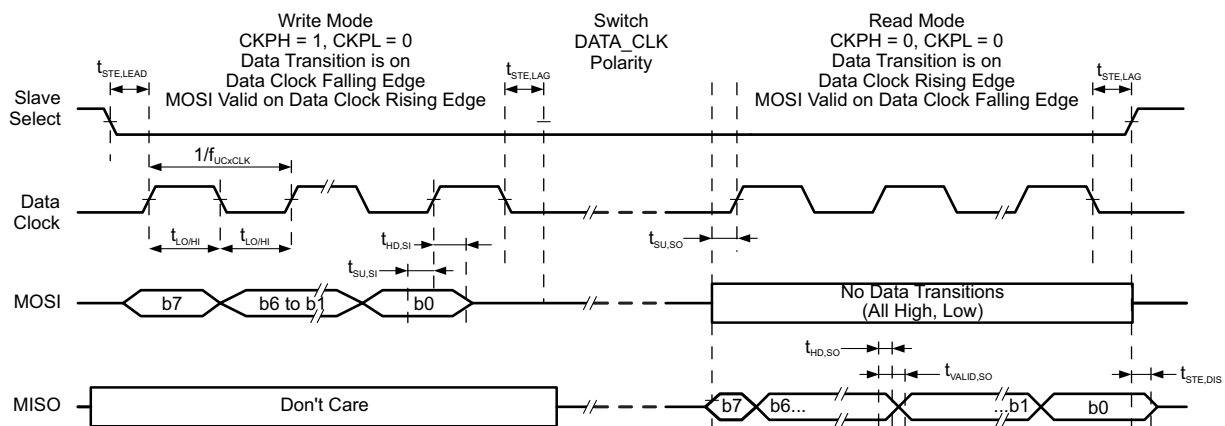 Write Mode
CKPH = 1, CKPL = 0
Data Transition is on
Data Clock Falling Edge
MOSI Valid on Data Clock Rising Edge
Switch
DATA_CLK
Polarity
Read Mode
CKPH = 0, CKPL = 0
Data Transition is on
Data Clock Rising Edge
MOSI Valid on Data Clock Falling Edge
tSTE,LEAD
tSTE,LAG
tSTE,LAG
Slave
Select
1/fUCxCLK
Data
Clock
tLO/HI
tLO/HI
tHD,SI
tSU,SO
tSU,SI
MOSI
b7
b6 to b1
b0
No Data Transitions
(All High, Low)
tHD,SO
tVALID,SO
tSTE,DIS
MISO
Don't Care
b7
b6...
...b1
b0